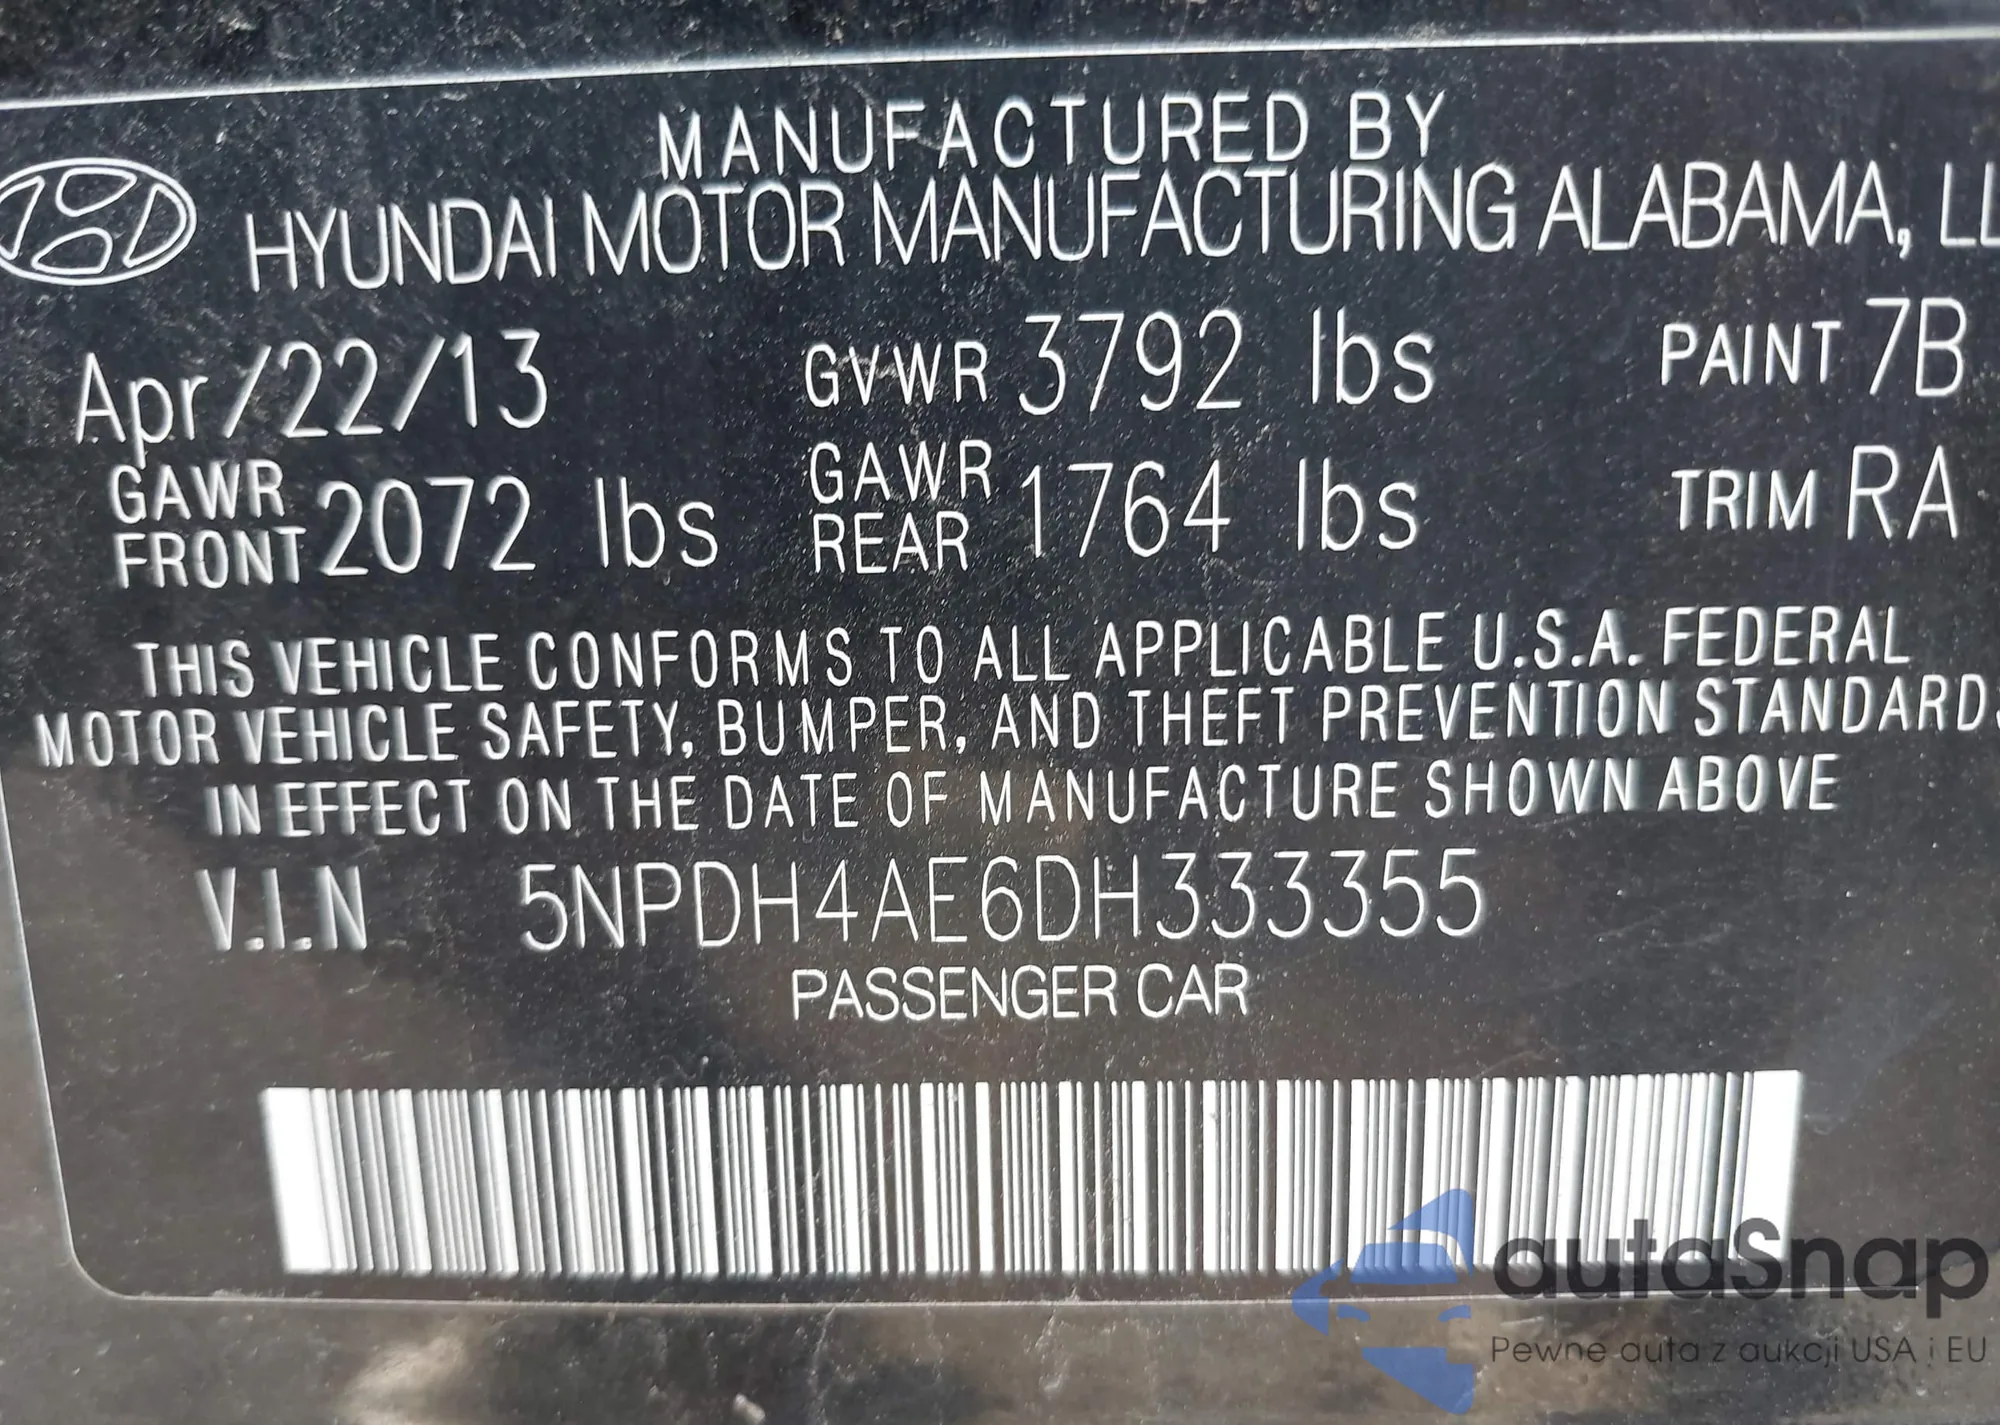 MANUFACTURED BY
HYUNDAI MOTOR MANUFACTURING ALABAMA, LL
Apr/22/13 GVWR 3792 lbs PAINT 7B
GAWR FRONT 2072 lbs GAWR REAR 1764 lbs TRIM RA
THIS VEHICLE CONFORMS TO ALL APPLICABLE U.S.A. FEDERAL
MOTOR VEHICLE SAFETY, BUMPER, AND THEFT PREVENTION STANDARDS
IN EFFECT ON THE DATE OF MANUFACTURE SHOWN ABOVE
V.I.N 5NPDH4AE6DH333355
PASSENGER CAR
autaSnap
Pewne auta z aukcji USA i EU